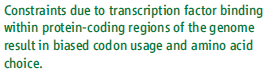 Constraints due to transcription factor binding
within protein-coding regions of the genome
result in biased codon usage and amino acid
choice.